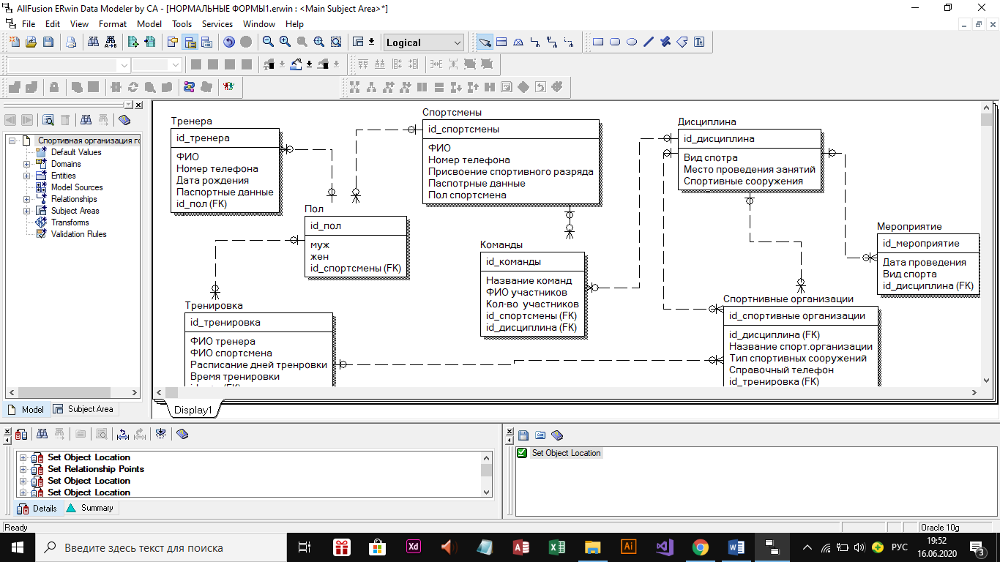 AllFusion ERwin Data Modeler by CA - [НОРМАЛЬНЫЕ ФОРМЫ1.erwin : <Main Subject Area>*]
File Edit View Format Model Tools Services Window Help
Logical
Спортивная организация го
Default Values
Domains
Entities
Model Sources
Relationships
Subject Areas
Transforms
Validation Rules
Model Subject Area
Тренера
id_тренера
ФИО
Номер телефона
Дата рождения
Паспортные данные
id_пол (FK)
Спортсмены
id_спортсмены
ФИО
Номер телефона
Присвоение спортивного разряда
Паспотрные данные
Пол спортсмена
Дисциплина
id_дисциплина
Вид спотра
Место проведения занятий
Спортивные сооружения
Пол
id_пол
муж
жен
id_спортсмены (FK)
Команды
id_команды
Название команд
ФИО участников
Кол-во участников
id_спортсмены (FK)
id_дисциплина (FK)
Мероприятие
id_мероприятие
Дата проведения
Вид спорта
id_дисциплина (FK)
Тренировка
id_тренировка
ФИО тренера
ФИО спортсмена
Расписание дней тренровки
Время тренировки
Спортнивные организации
id_спортивные организации
id_дисциплина (FK)
Название спорт.организации
Тип спортивных сооружений
Справочный телефон
id_тренировка (FK)
Display1
Set Object Location
Set Relationship Points
Set Object Location
Set Object Location
Details Summary
Set Object Location
Ready
Oracle 10g
Введите здесь текст для поиска
РУС
19:52
16.06.2020
3